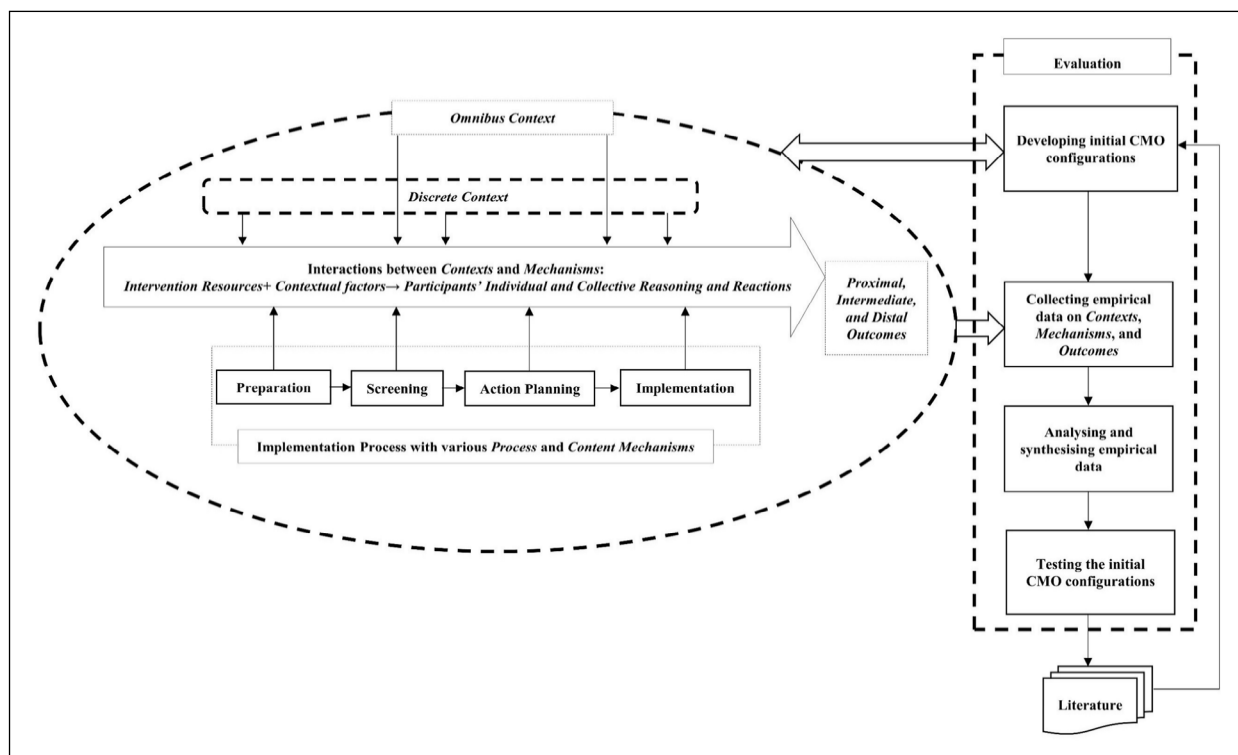 Omnibus Context
Discrete Context
Interactions between Contexts and Mechanisms:
Intervention Resources+ Contextual factors→ Participants' Individual and Collective Reasoning and Reactions
Proximal,
Intermediate,
and Distal
Outcomes
Preparation
Screening
Action Planning
Implementation
Implementation Process with various Process and Content Mechanisms
Evaluation
Developing initial CMO
configurations
Collecting empirical
data on Contexts,
Mechanisms, and
Outcomes
Analysing and
synthesising empirical
data
Testing the initial
CMO configurations
Literature